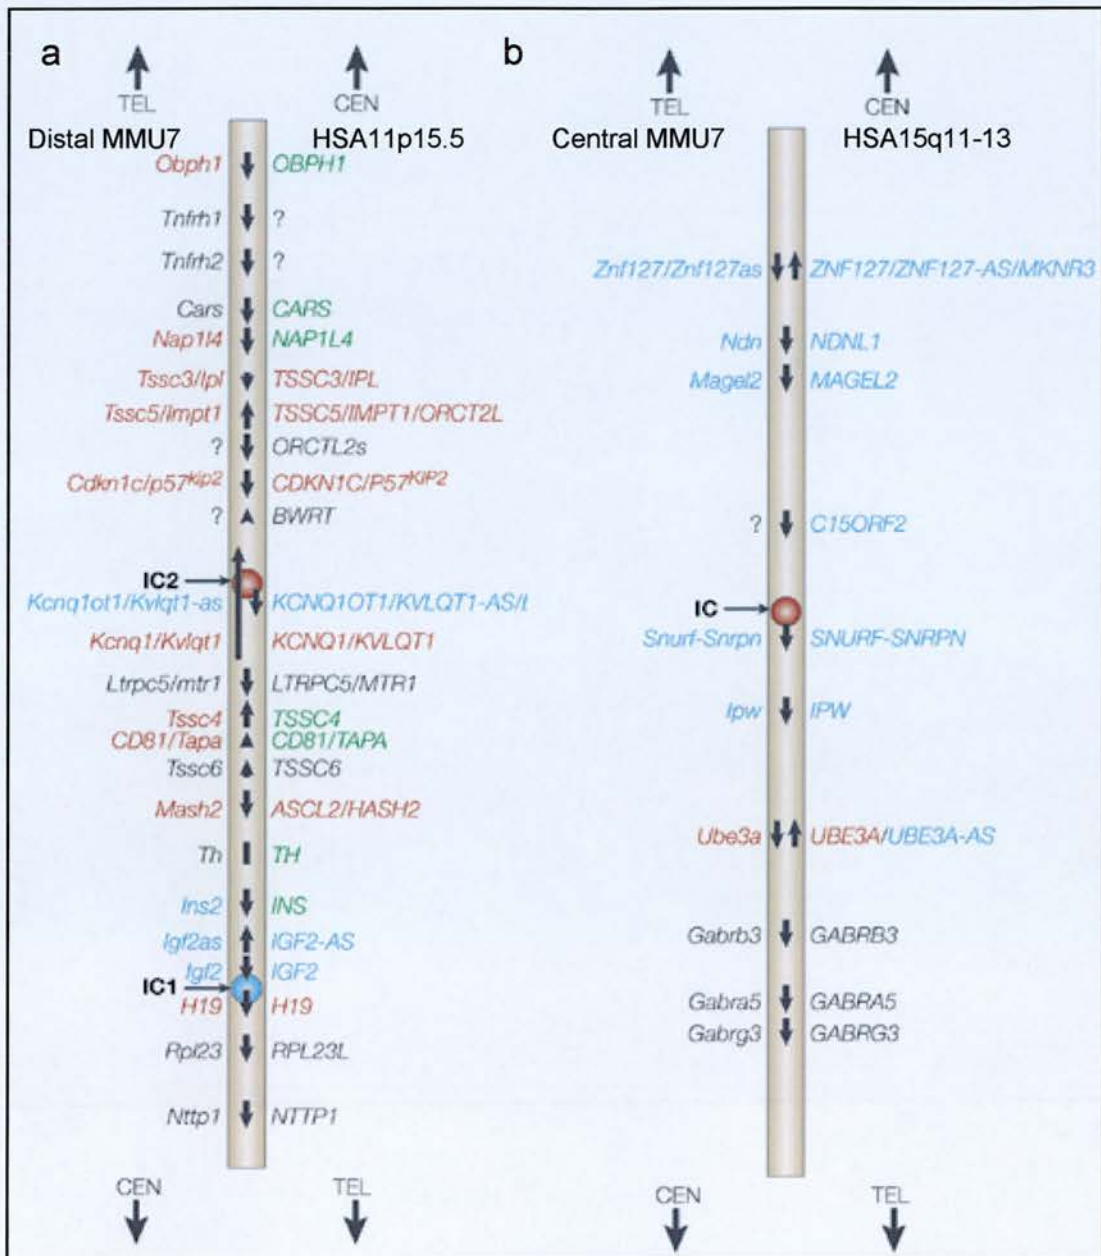 a
b
TEL
CEN
TEL
CEN
Distal MMU7
HSA11p15.5
Central MMU7
HSA15q11-13
Obph1 OBPH1
Tnfrh1 ?
Tnfrh2 ?
Cars CARS
Nap1l4 NAP1L4
Tssc3/Ipl TSSC3/IPL
Tssc5/Impt1 TSSC5/IMPT1/ORCT2L
? ORCTL2s
Cdkn1c/p57kip2 CDKN1C/P57KIP2
? BWRT
IC2
Kcnq1ot1/Kvlqt1-as KCNQ1OT1/KVLQT1-AS/t
Kcnq1/Kvlqt1 KCNQ1/KVLQT1
Ltrpc5/mtr1 LTRPC5/MTR1
Tssc4 TSSC4
CD81/Tapa CD81/TAPA
Tssc6 TSSC6
Mash2 ASCL2/HASH2
Th TH
Ins2 INS
Igf2as IGF2-AS
Igf2 IGF2
IC1
H19 H19
Rpl23 RPL23L
Nttp1 NTTP1
CEN
TEL
Znf127/Znf127as ZNF127/ZNF127-AS/MKNR3
Ndn NDNL1
Magel2 MAGEL2
? C15ORF2
IC
Snurf-Snrpn SNURF-SNRPN
Ipw IPW
Ube3a UBE3A/UBE3A-AS
Gabrb3 GABRB3
Gabra5 GABRA5
Gabrg3 GABRG3
CEN
TEL